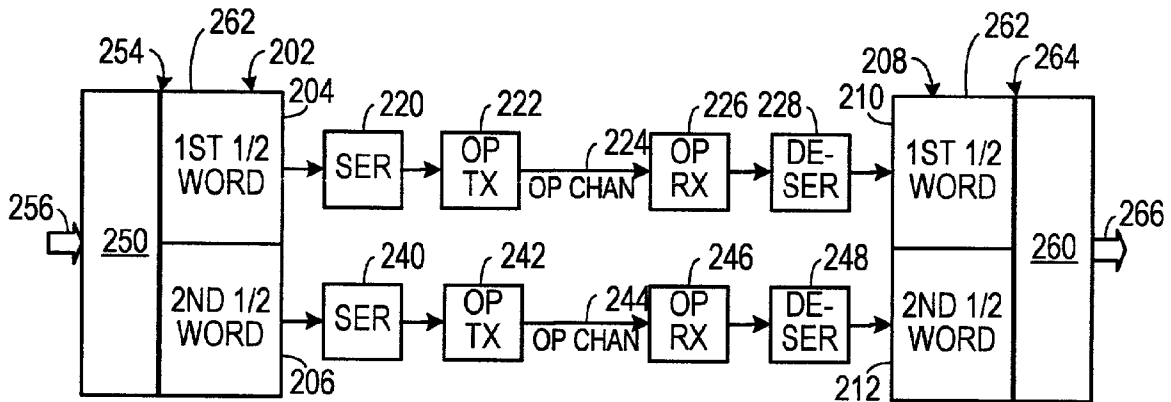 254 262 202 262 208 264
204 220 222 226 228 210
224
1ST 1/2
WORD
SER
OP
TX
OP CHAN
OP
RX
DE-
SER
1ST 1/2
WORD
256
250
260
266
240 242 244 246 248
2ND 1/2
WORD
SER
OP
TX
OP CHAN
OP
RX
DE-
SER
2ND 1/2
WORD
206 212